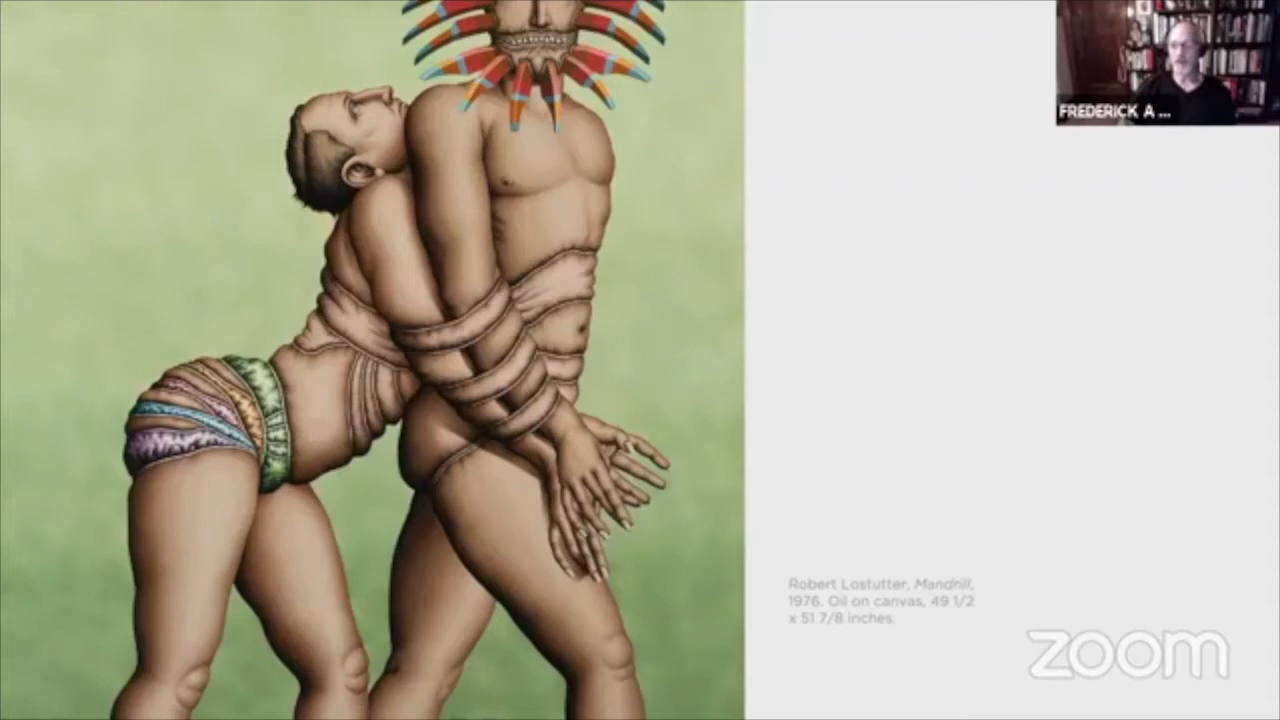 FREDERICK A ...
Robert Lostutter, Mandrill,
1976. Oil on canvas, 49 1/2
x 51 7/8 inches.
zoom